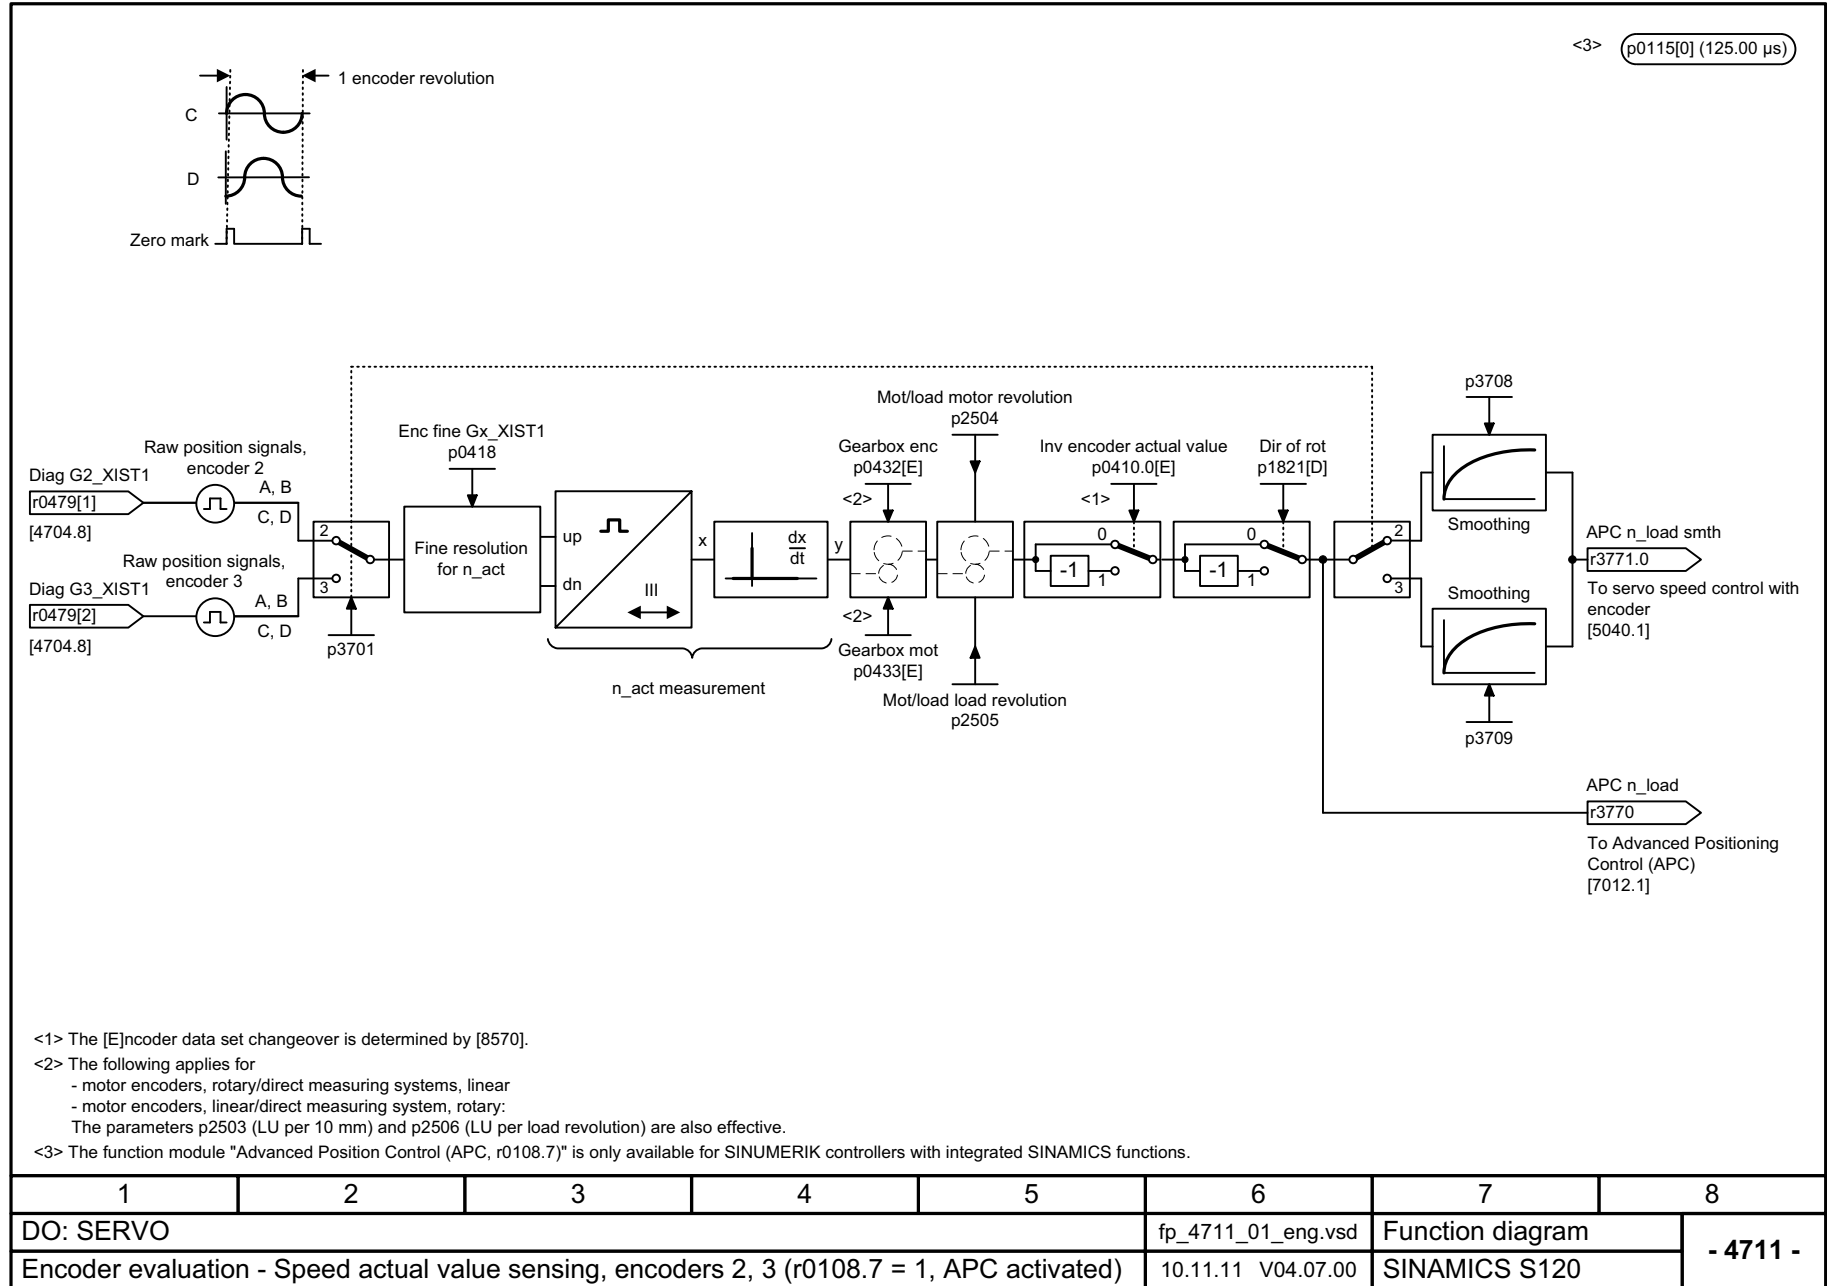 <3> p0115[0] (125.00 µs)
1 encoder revolution
C
D
Zero mark
Diag G2_XIST1
r0479[1]
[4704.8]
Raw position signals,
encoder 2
A, B
C, D
Diag G3_XIST1
r0479[2]
[4704.8]
Raw position signals,
encoder 3
A, B
C, D
2
3
p3701
Enc fine Gx_XIST1
p0418
Fine resolution
for n_act
up
dn
III
x
dx
dt
y
n_act measurement
Gearbox enc
p0432[E]
<2>
<2>
Gearbox mot
p0433[E]
Mot/load motor revolution
p2504
Mot/load load revolution
p2505
Inv encoder actual value
p0410.0[E]
<1>
0
-1
1
Dir of rot
p1821[D]
0
-1
1
2
3
p3708
Smoothing
Smoothing
p3709
APC n_load smth
r3771.0
To servo speed control with
encoder
[5040.1]
APC n_load
r3770
To Advanced Positioning
Control (APC)
[7012.1]
<1> The [E]ncoder data set changeover is determined by [8570].
<2> The following applies for
- motor encoders, rotary/direct measuring systems, linear
- motor encoders, linear/direct measuring system, rotary:
The parameters p2503 (LU per 10 mm) and p2506 (LU per load revolution) are also effective.
<3> The function module "Advanced Position Control (APC, r0108.7)" is only available for SINUMERIK controllers with integrated SINAMICS functions.
1 2 3 4 5 6 7 8
DO: SERVO
fp_4711_01_eng.vsd
Function diagram
- 4711 -
Encoder evaluation - Speed actual value sensing, encoders 2, 3 (r0108.7 = 1, APC activated)
10.11.11 V04.07.00
SINAMICS S120